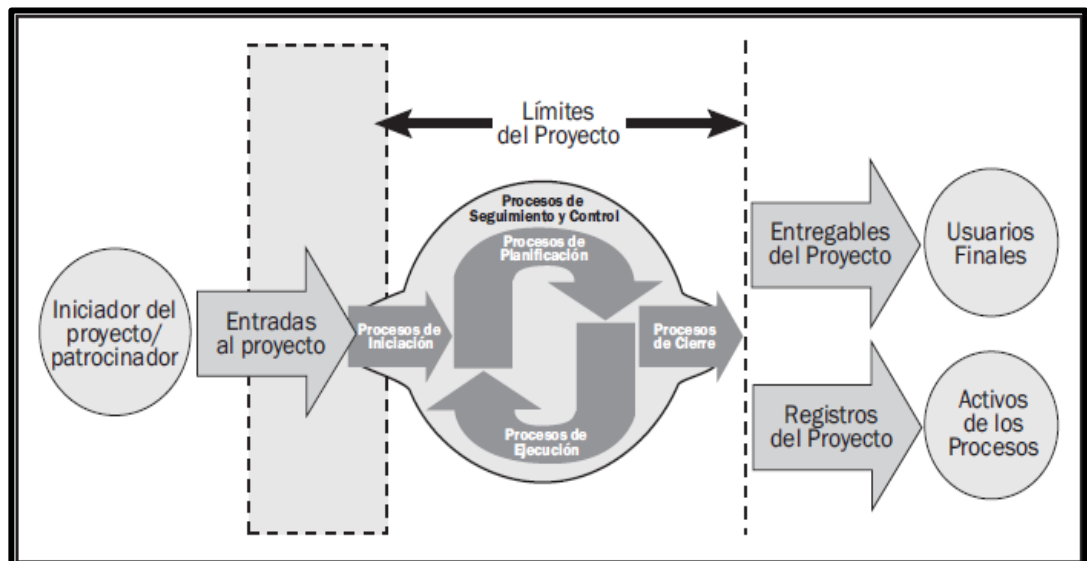 Límites
del Proyecto
Procesos de
Seguimiento y Control
Procesos de
Planificación
Iniciador del
proyecto/
patrocinador
Entradas
al proyecto
Procesos de
Iniciación
Procesos
de Cierre
Procesos de
Ejecución
Entregables
del Proyecto
Usuarios
Finales
Registros
del Proyecto
Activos
de los
Procesos